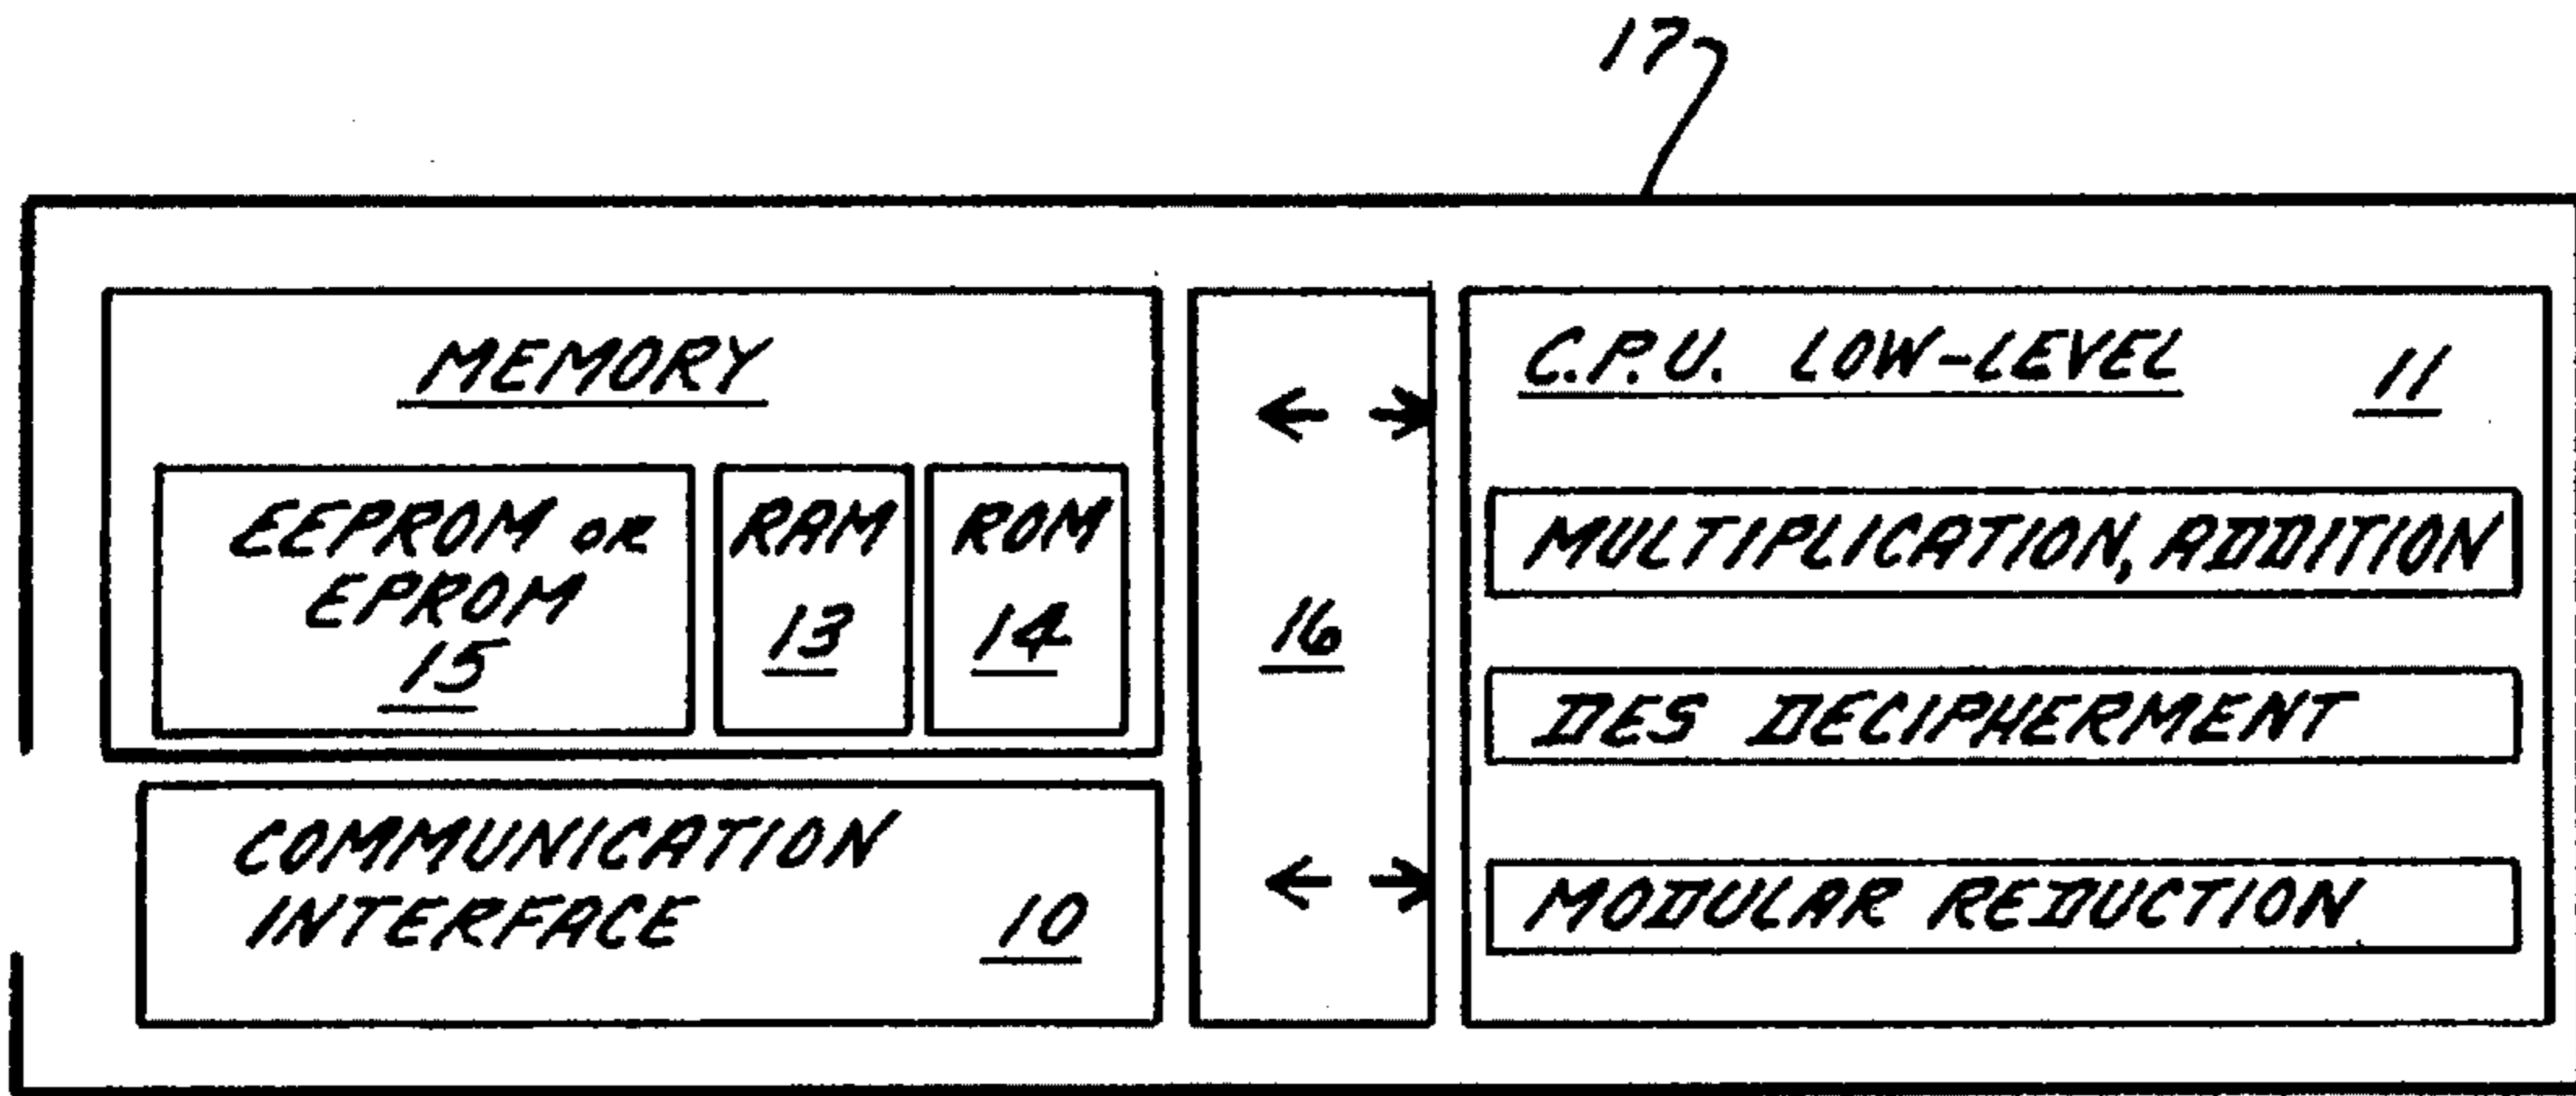 17
MEMORY
EEPROM OR
EPROM
15
RAM
13
ROM
14
COMMUNICATION
INTERFACE 10
16
C.P.U. LOW-LEVEL 11
MULTIPLICATION, ADDITION
DES DECIPHERMENT
MODULAR REDUCTION